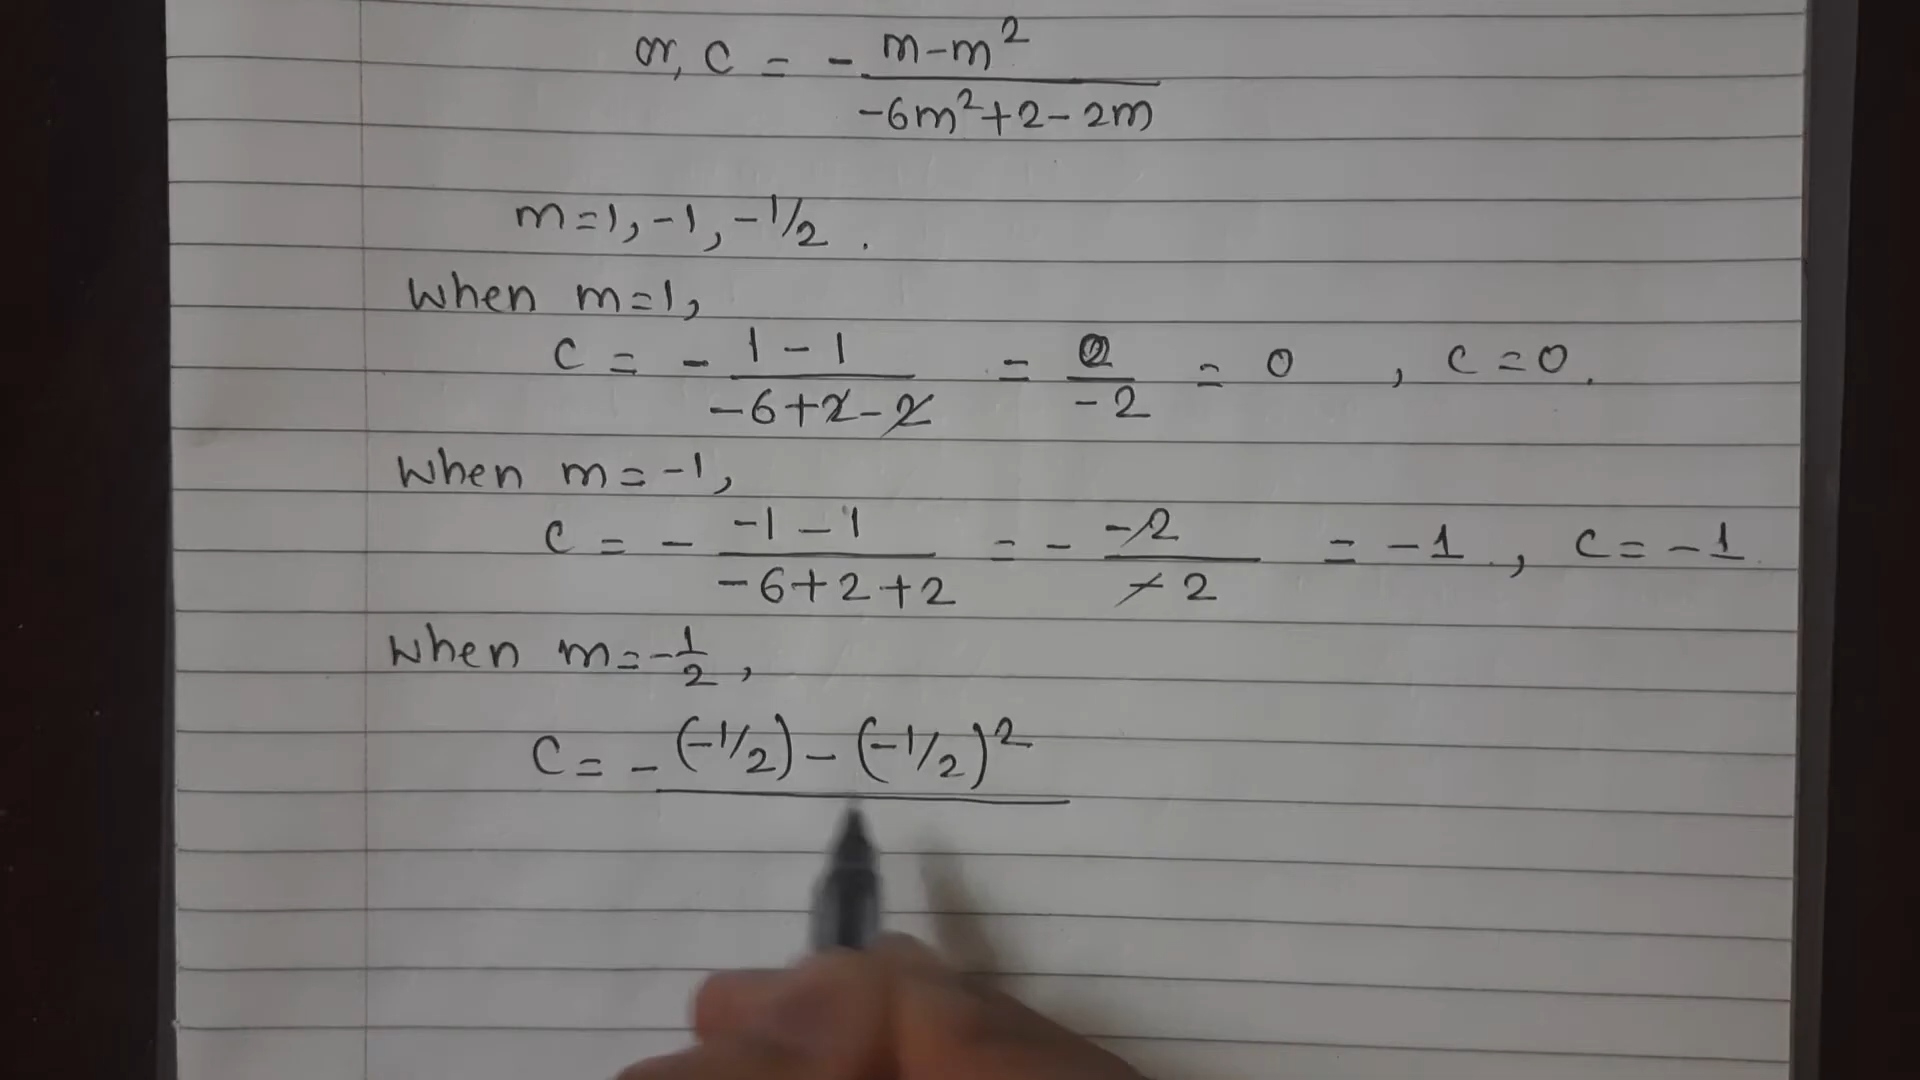 or, c = - (m-m²)/(-6m²+2-2m)
m=1, -1, -1/2 .
When m=1,
c = - (1-1)/(-6+2-2) = 0/-2 = 0 , c=0.
When m=-1,
c = - (-1-1)/(-6+2+2) = - (-2)/(-2) = -1 , c=-1.
When m=-1/2,
c= - (-1/2)-(-1/2)²